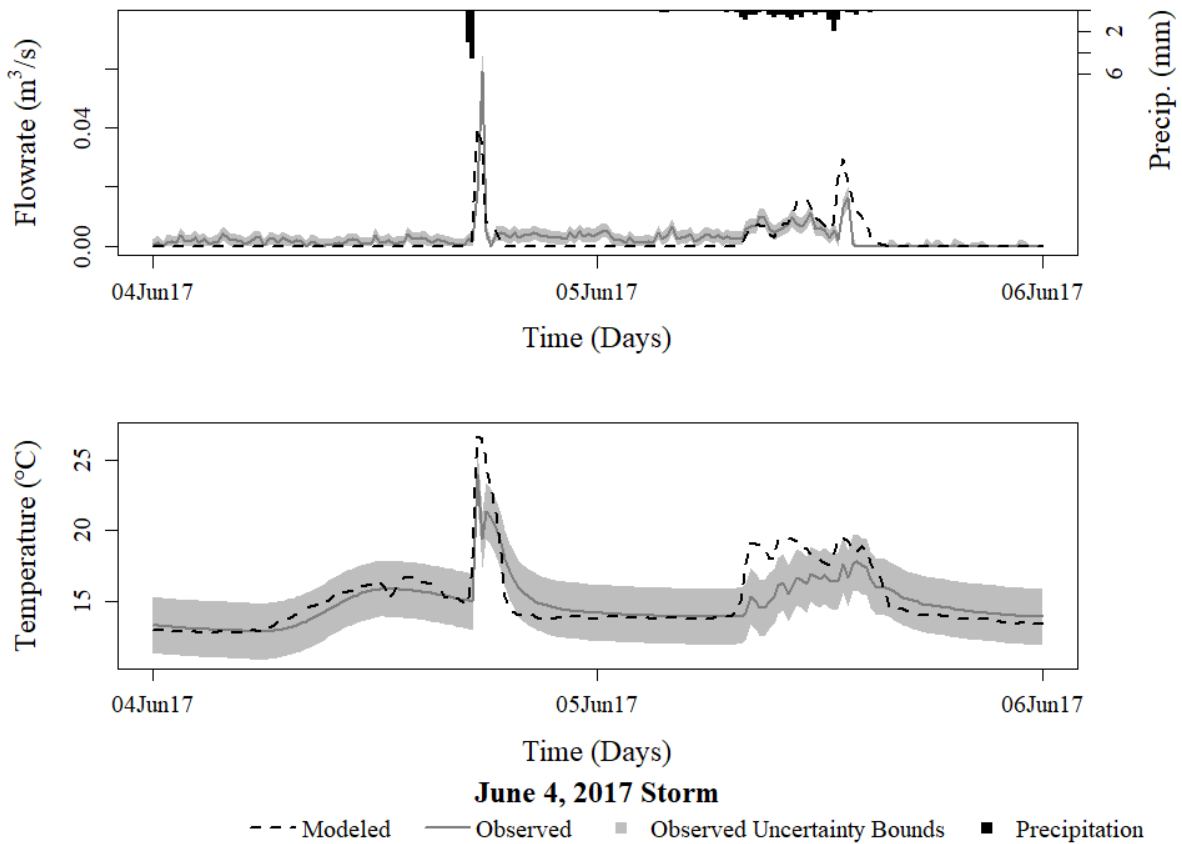 Flowrate (m³/s)
0.00
0.04
Precip. (mm)
2
6
04Jun17
05Jun17
06Jun17
Time (Days)
Temperature (°C)
15
20
25
04Jun17
05Jun17
06Jun17
Time (Days)
June 4, 2017 Storm
Modeled
Observed
Observed Uncertainty Bounds
Precipitation